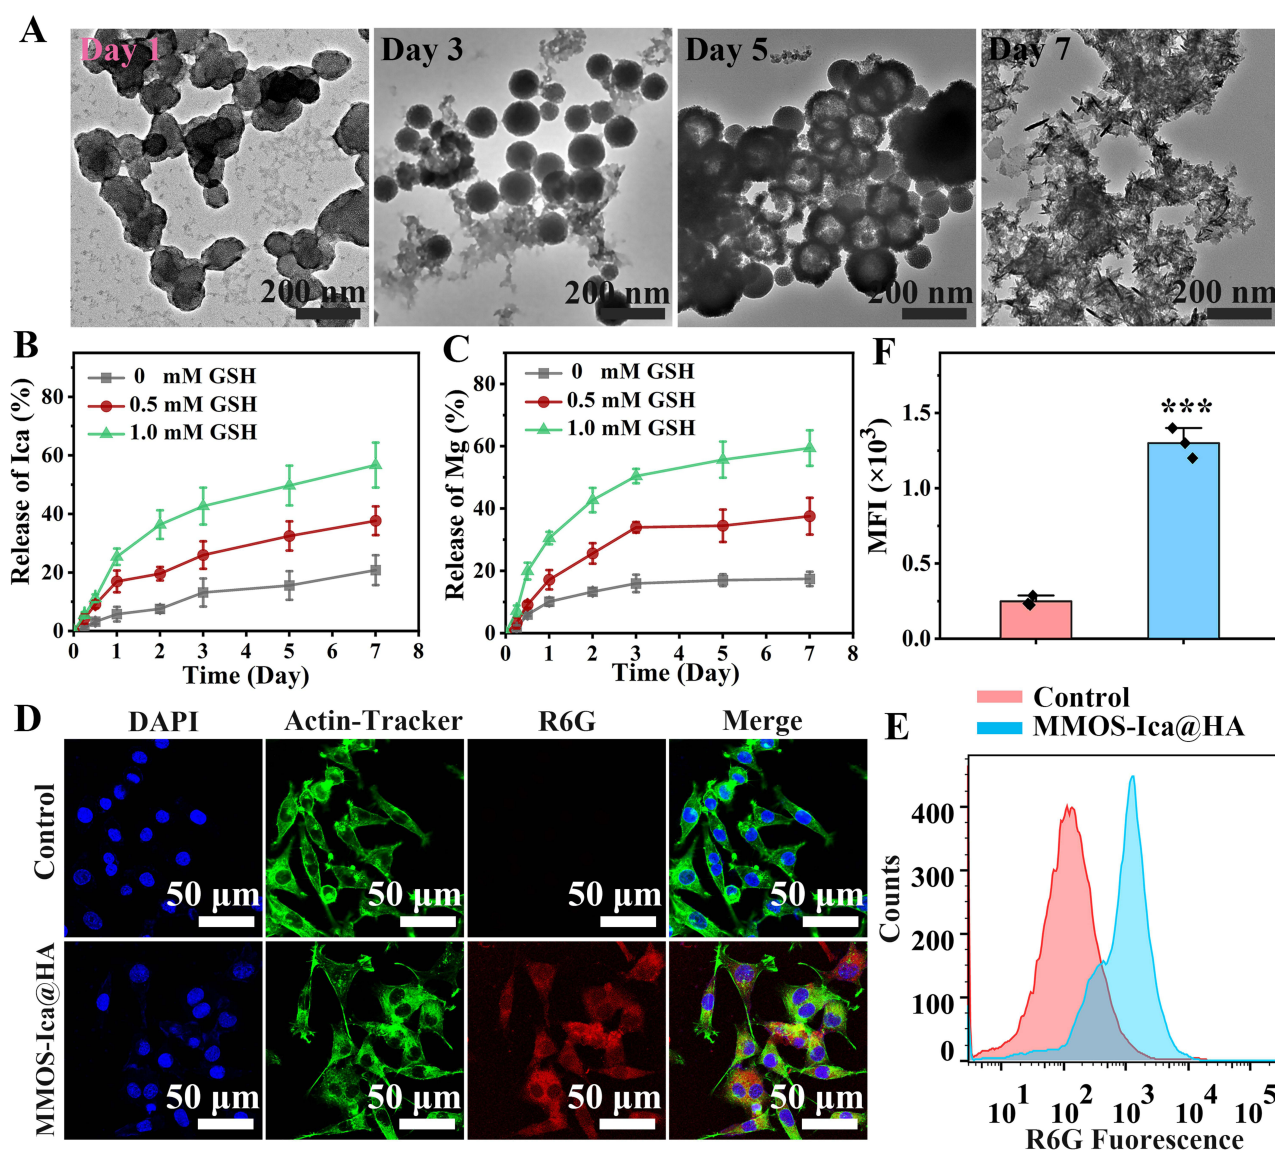 A
Day 1
Day 3
Day 5
Day 7
200 nm
200 nm
200 nm
200 nm
B
Release of Ica (%)
80
60
40
20
0
0 mM GSH
0.5 mM GSH
1.0 mM GSH
0 1 2 3 4 5 6 7 8
Time (Day)
C
Release of Mg (%)
80
60
40
20
0
0 mM GSH
0.5 mM GSH
1.0 mM GSH
0 1 2 3 4 5 6 7 8
Time (Day)
F
MFI (×10³)
1.5
1.0
0.5
0.0
***
Control
MMOS-Ica@HA
D
DAPI
Actin-Tracker
R6G
Merge
Control
50 µm
50 µm
50 µm
50 µm
MMOS-Ica@HA
50 µm
50 µm
50 µm
50 µm
E
Counts
400
300
200
100
0
10¹ 10² 10³ 10⁴ 10⁵
R6G Fuorescence